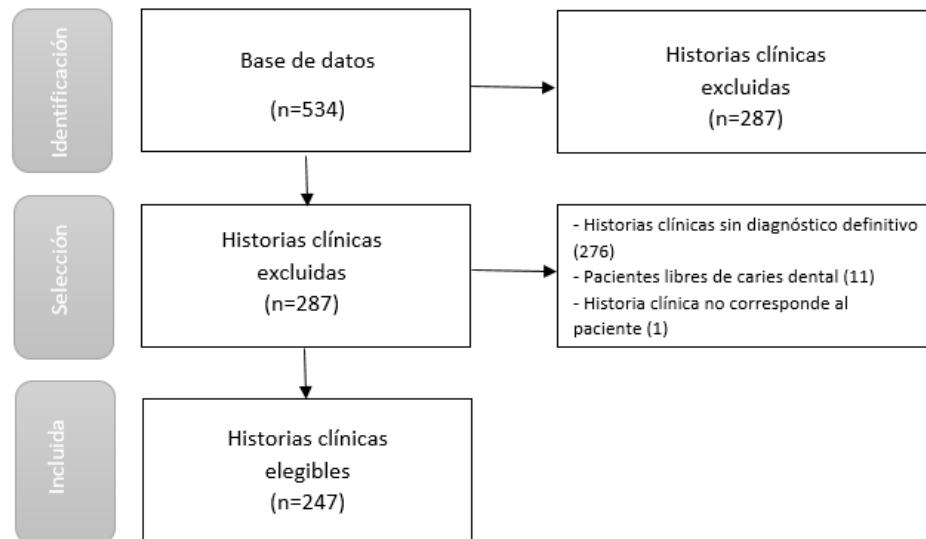 Identificación
Base de datos
(n=534)
Historias clínicas
excluidas
(n=287)
Selección
Historias clínicas
excluidas
(n=287)
- Historias clínicas sin diagnóstico definitivo
(276)
- Pacientes libres de caries dental (11)
- Historia clínica no corresponde al
paciente (1)
Incluida
Historias clínicas
elegibles
(n=247)